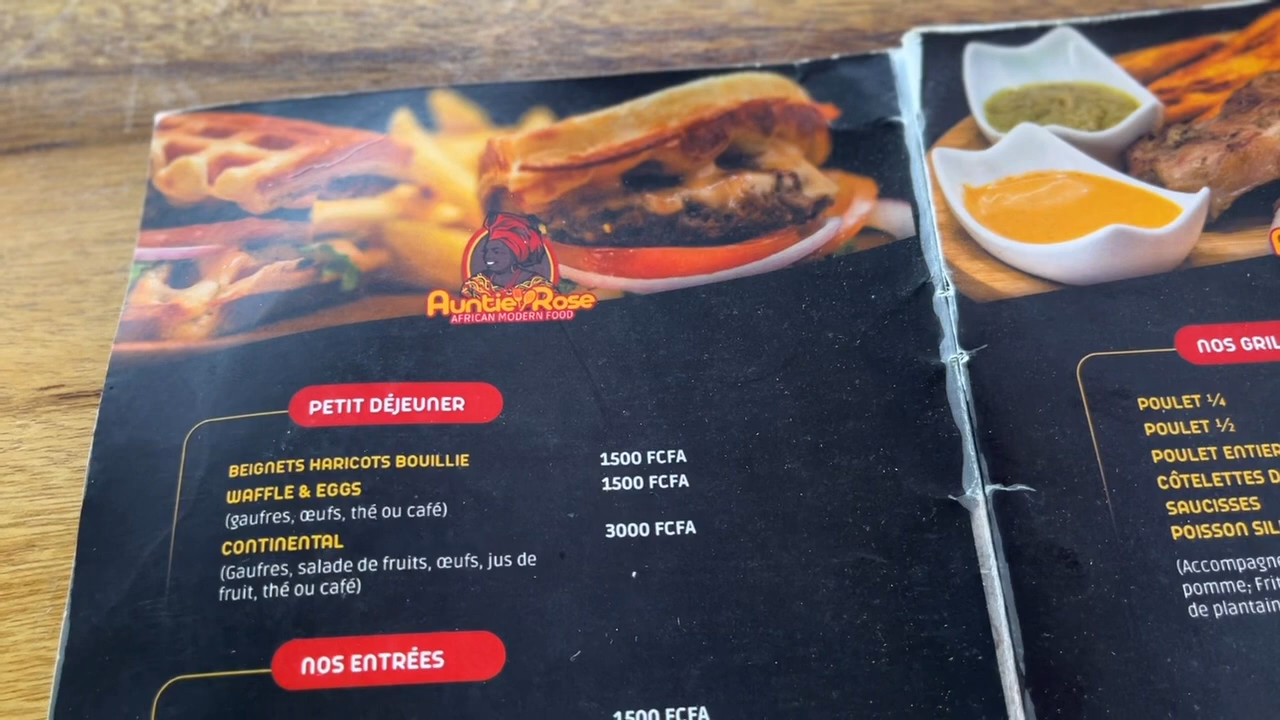 Auntie Rose
AFRICAN MODERN FOOD
PETIT DÉJEUNER
BEIGNETS HARICOTS BOUILLIE 1500 FCFA
WAFFLE & EGGS 1500 FCFA
(gaufres, œufs, thé ou café)
CONTINENTAL 3000 FCFA
(Gaufres, salade de fruits, œufs, jus de
fruit, thé ou café)
NOS ENTRÉES
1500 FCFA
NOS GRIL
POULET ¼
POULET ½
POULET ENTIER
CÔTELETTES D
SAUCISSES
POISSON SIL
(Accompagne
pomme; Frit
de plantain